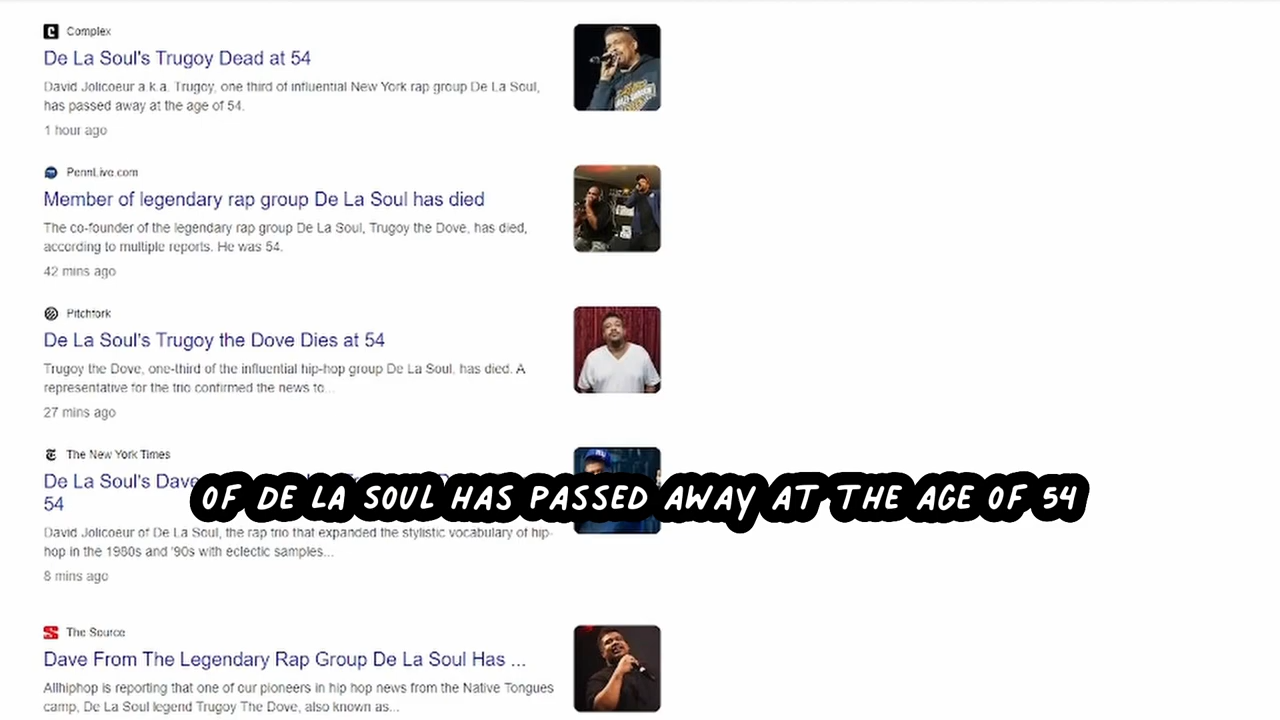 Complex
De La Soul's Trugoy Dead at 54
David Jolicoeur a.k.a. Trugoy, one third of influential New York rap group De La Soul,
has passed away at the age of 54.
1 hour ago
PennLive.com
Member of legendary rap group De La Soul has died
The co-founder of the legendary rap group De La Soul, Trugoy the Dove, has died,
according to multiple reports. He was 54.
42 mins ago
Pitchfork
De La Soul's Trugoy the Dove Dies at 54
Trugoy the Dove, one-third of the influential hip-hop group De La Soul, has died. A
representative for the trio confirmed the news to...
27 mins ago
The New York Times
De La Soul's Dave
OF DE LA SOUL HAS PASSED AWAY AT THE AGE OF 54
54
David Jolicoeur of De La Soul, the rap trio that expanded the stylistic vocabulary of hip-
hop in the 1980s and '90s with eclectic samples...
8 mins ago
The Source
Dave From The Legendary Rap Group De La Soul Has ...
Allhiphop is reporting that one of our pioneers in hip hop news from the Native Tongues
camp, De La Soul legend Trugoy The Dove, also known as...